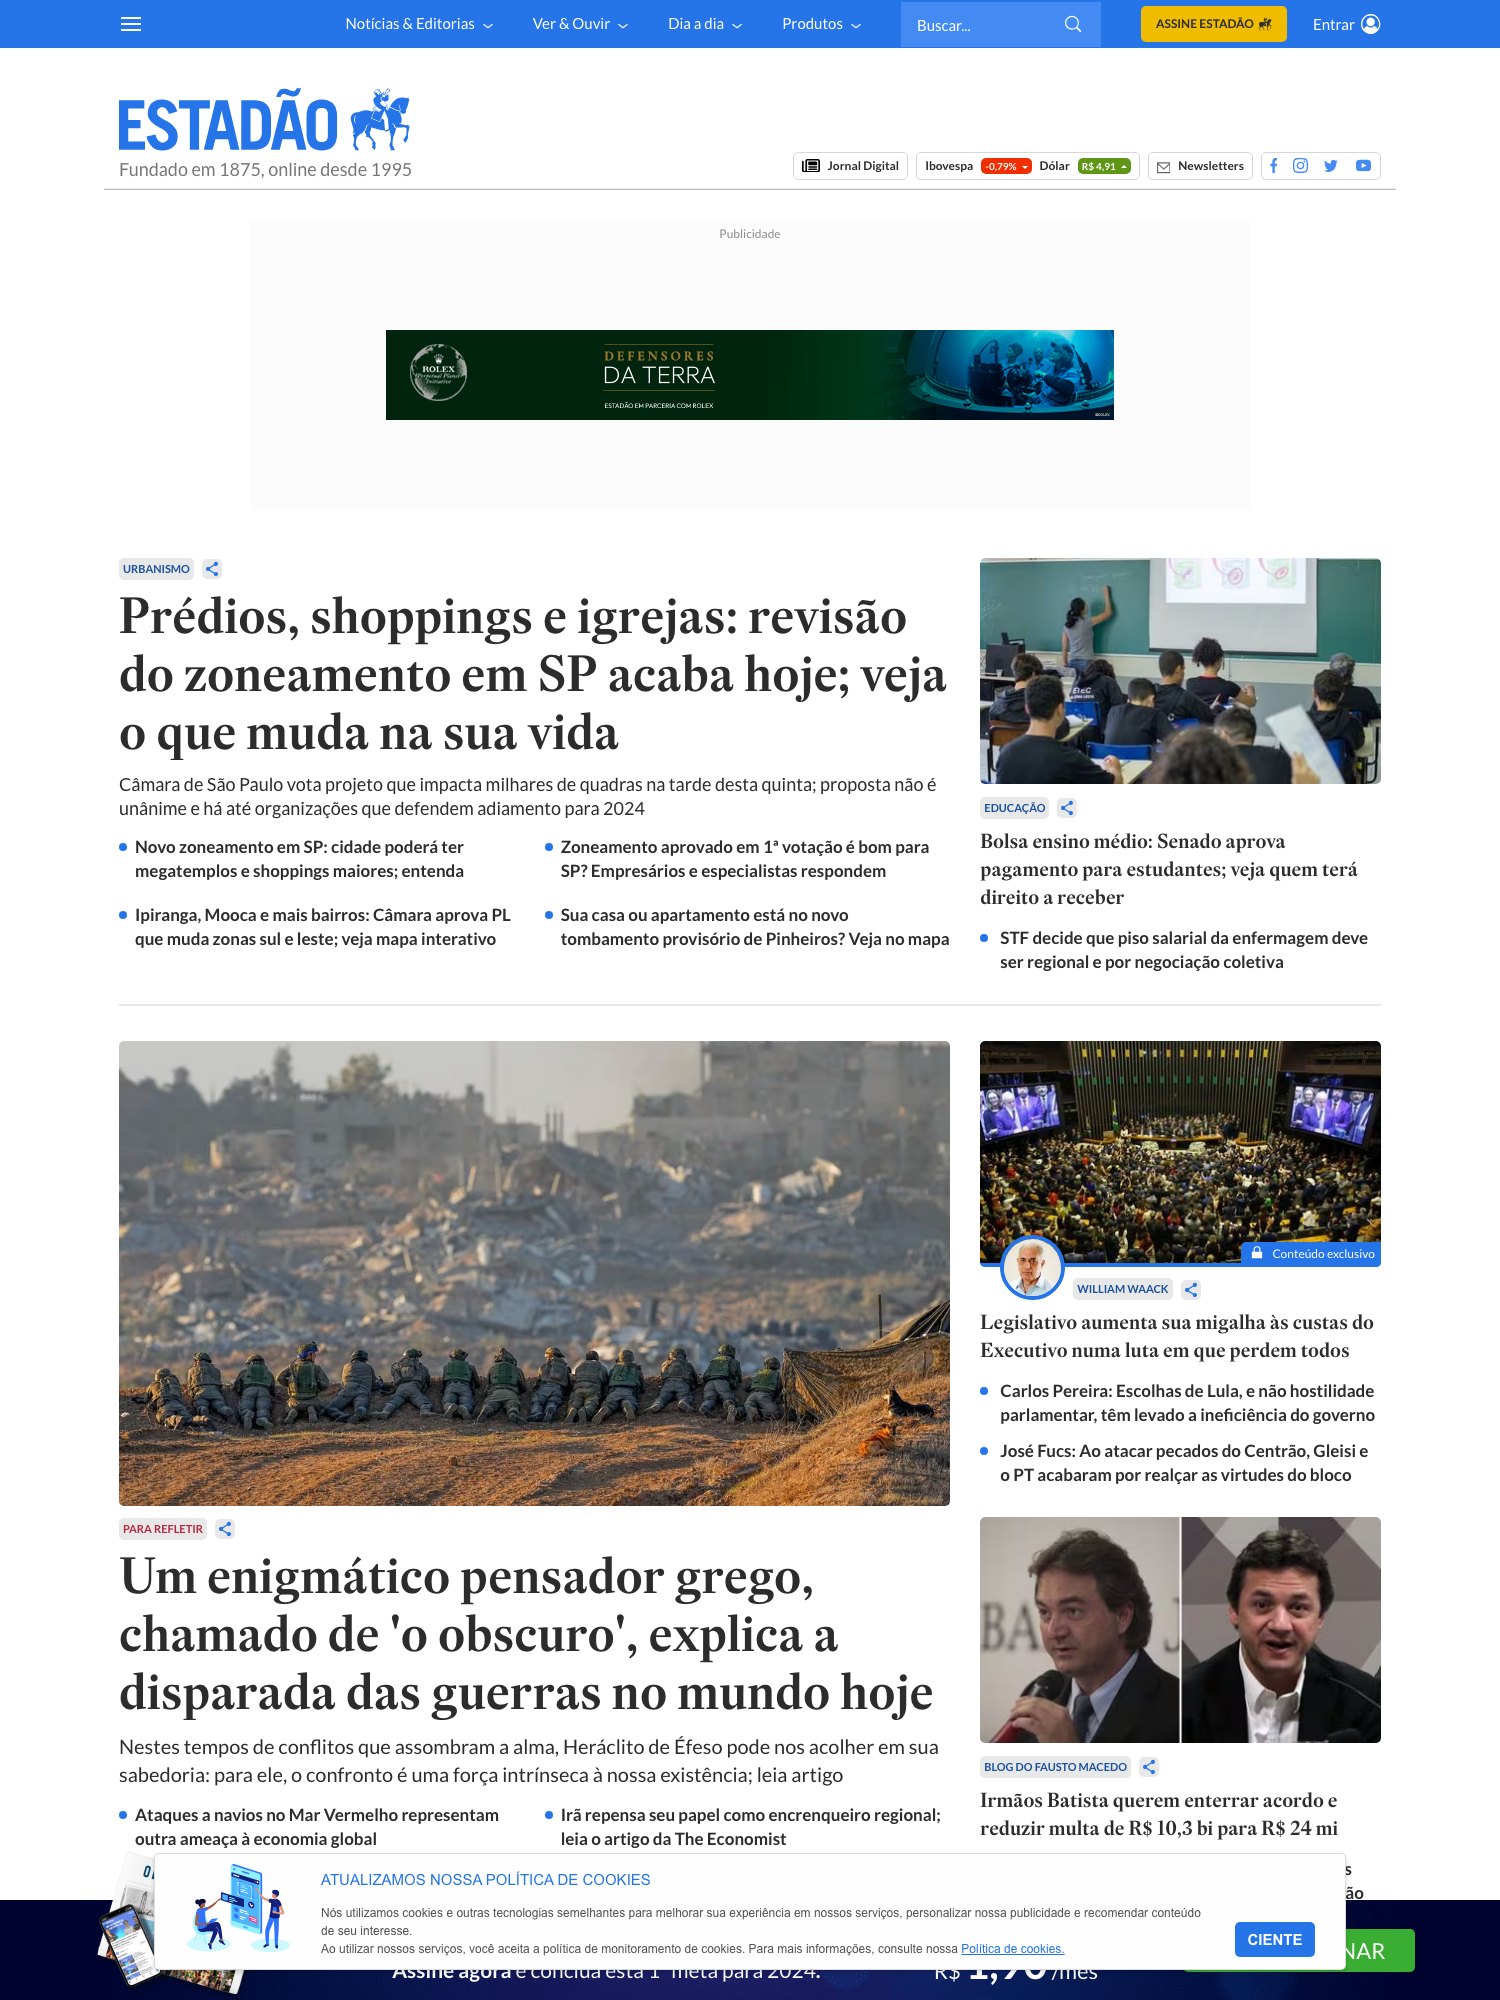 Notícias & Editorias
Ver & Ouvir
Dia a dia
Produtos
Buscar...
ASSINE ESTADÃO
Entrar
ESTADÃO
Fundado em 1875, online desde 1995
Jornal Digital
Ibovespa -0,79% Dólar R$ 4,91
Newsletters
Publicidade
ROLEX
Perpetual Planet
Initiative
DEFENSORES
DA TERRA
ESTADÃO EM PARCERIA COM ROLEX
URBANISMO
Prédios, shoppings e igrejas: revisão
do zoneamento em SP acaba hoje; veja
o que muda na sua vida
Câmara de São Paulo vota projeto que impacta milhares de quadras na tarde desta quinta; proposta não é
unânime e há até organizações que defendem adiamento para 2024
Novo zoneamento em SP: cidade poderá ter
megatemplos e shoppings maiores; entenda
Zoneamento aprovado em 1ª votação é bom para
SP? Empresários e especialistas respondem
Ipiranga, Mooca e mais bairros: Câmara aprova PL
que muda zonas sul e leste; veja mapa interativo
Sua casa ou apartamento está no novo
tombamento provisório de Pinheiros? Veja no mapa
EDUCAÇÃO
Bolsa ensino médio: Senado aprova
pagamento para estudantes; veja quem terá
direito a receber
STF decide que piso salarial da enfermagem deve
ser regional e por negociação coletiva
Conteúdo exclusivo
WILLIAM WAACK
Legislativo aumenta sua migalha às custas do
Executivo numa luta em que perdem todos
Carlos Pereira: Escolhas de Lula, e não hostilidade
parlamentar, têm levado a ineficiência do governo
José Fucs: Ao atacar pecados do Centrão, Gleisi e
o PT acabaram por realçar as virtudes do bloco
PARA REFLETIR
Um enigmático pensador grego,
chamado de 'o obscuro', explica a
disparada das guerras no mundo hoje
Nestes tempos de conflitos que assombram a alma, Heráclito de Éfeso pode nos acolher em sua
sabedoria: para ele, o confronto é uma força intrínseca à nossa existência; leia artigo
Ataques a navios no Mar Vermelho representam
outra ameaça à economia global
Irã repensa seu papel como encrenqueiro regional;
leia o artigo da The Economist
BLOG DO FAUSTO MACEDO
Irmãos Batista querem enterrar acordo e
reduzir multa de R$ 10,3 bi para R$ 24 mi
ATUALIZAMOS NOSSA POLÍTICA DE COOKIES
Nós utilizamos cookies e outras tecnologias semelhantes para melhorar sua experiência em nossos serviços, personalizar nossa publicidade e recomendar conteúdo
de seu interesse.
Ao utilizar nossos serviços, você aceita a política de monitoramento de cookies. Para mais informações, consulte nossa Política de cookies.
CIENTE
Assine agora e conclua esta 1ª meta para 2024.
R$ 1,90 /mês